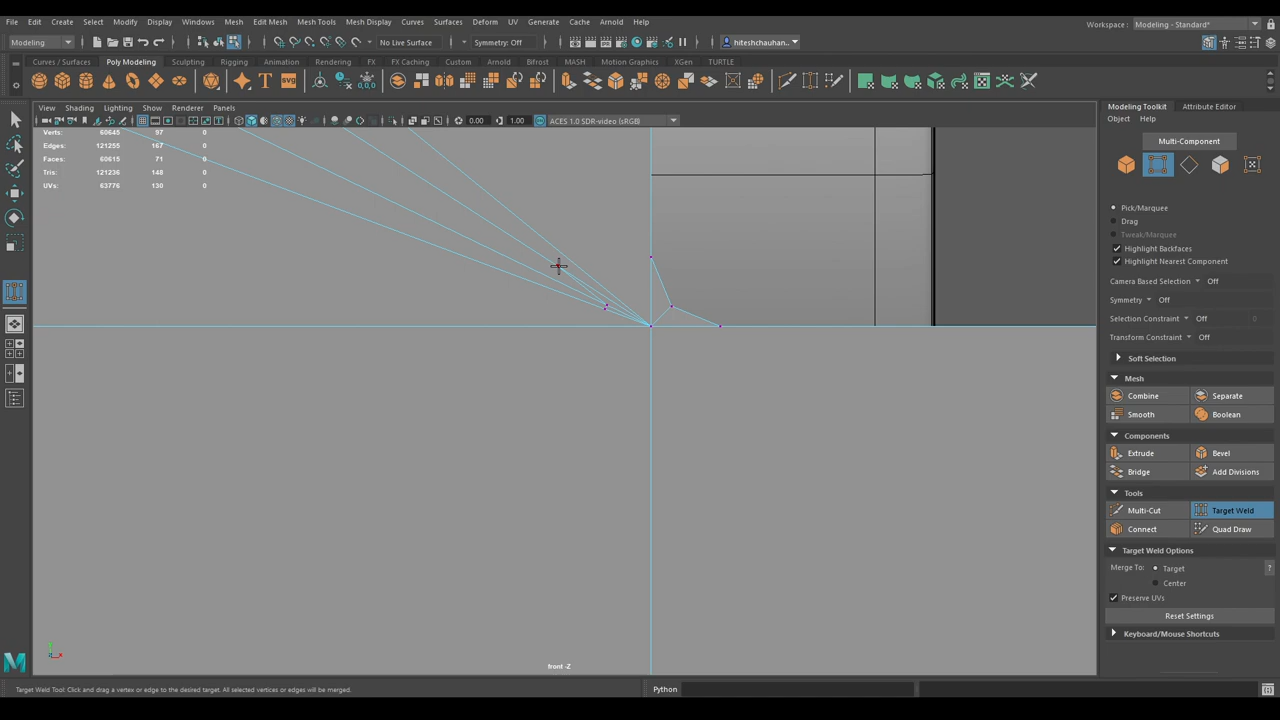 File Edit Create Select Modify Display Windows Mesh Edit Mesh Mesh Tools Mesh Display Curves Surfaces Deform UV Generate Cache Arnold Help
Workspace : Modeling - Standard*
Modeling No Live Surface Symmetry: Off hiteshchauhan..
Curves / Surfaces Poly Modeling Sculpting Rigging Animation Rendering FX FX Caching Custom Arnold Bifrost MASH Motion Graphics XGen TURTLE
SVG
View Shading Lighting Show Renderer Panels
0.00 1.00 ACES 1.0 SDR-video (sRGB)
Verts: 60645 97 0
Edges: 121255 167 0
Faces: 60615 71 0
Tris: 121236 148 0
UVs: 63776 130 0
front -Z
Modeling Toolkit Attribute Editor
Object Help
Multi-Component
Pick/Marquee
Drag
Tweak/Marquee
Highlight Backfaces
Highlight Nearest Component
Camera Based Selection Off
Symmetry Off
Selection Constraint Off 0
Transform Constraint Off
Soft Selection
Mesh
Combine Separate
Smooth Boolean
Components
Extrude Bevel
Bridge Add Divisions
Tools
Multi-Cut Target Weld
Connect Quad Draw
Target Weld Options
Merge To: Target ?
Center
Preserve UVs
Reset Settings
Keyboard/Mouse Shortcuts
Target Weld Tool: Click and drag a vertex or edge to the desired target. All selected vertices or edges will be merged. Python